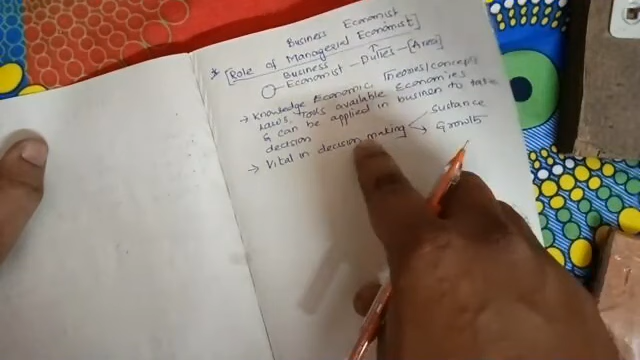 Business Economist
* [Role of Managerial Economist]
Business
Economist - Duties - [Area]
→ Knowledge Economic Theories/concepts
Laws, Tools available Economies
& can be applied in business to take
decision
→ Vital in decision making
Sustance
→ Growth